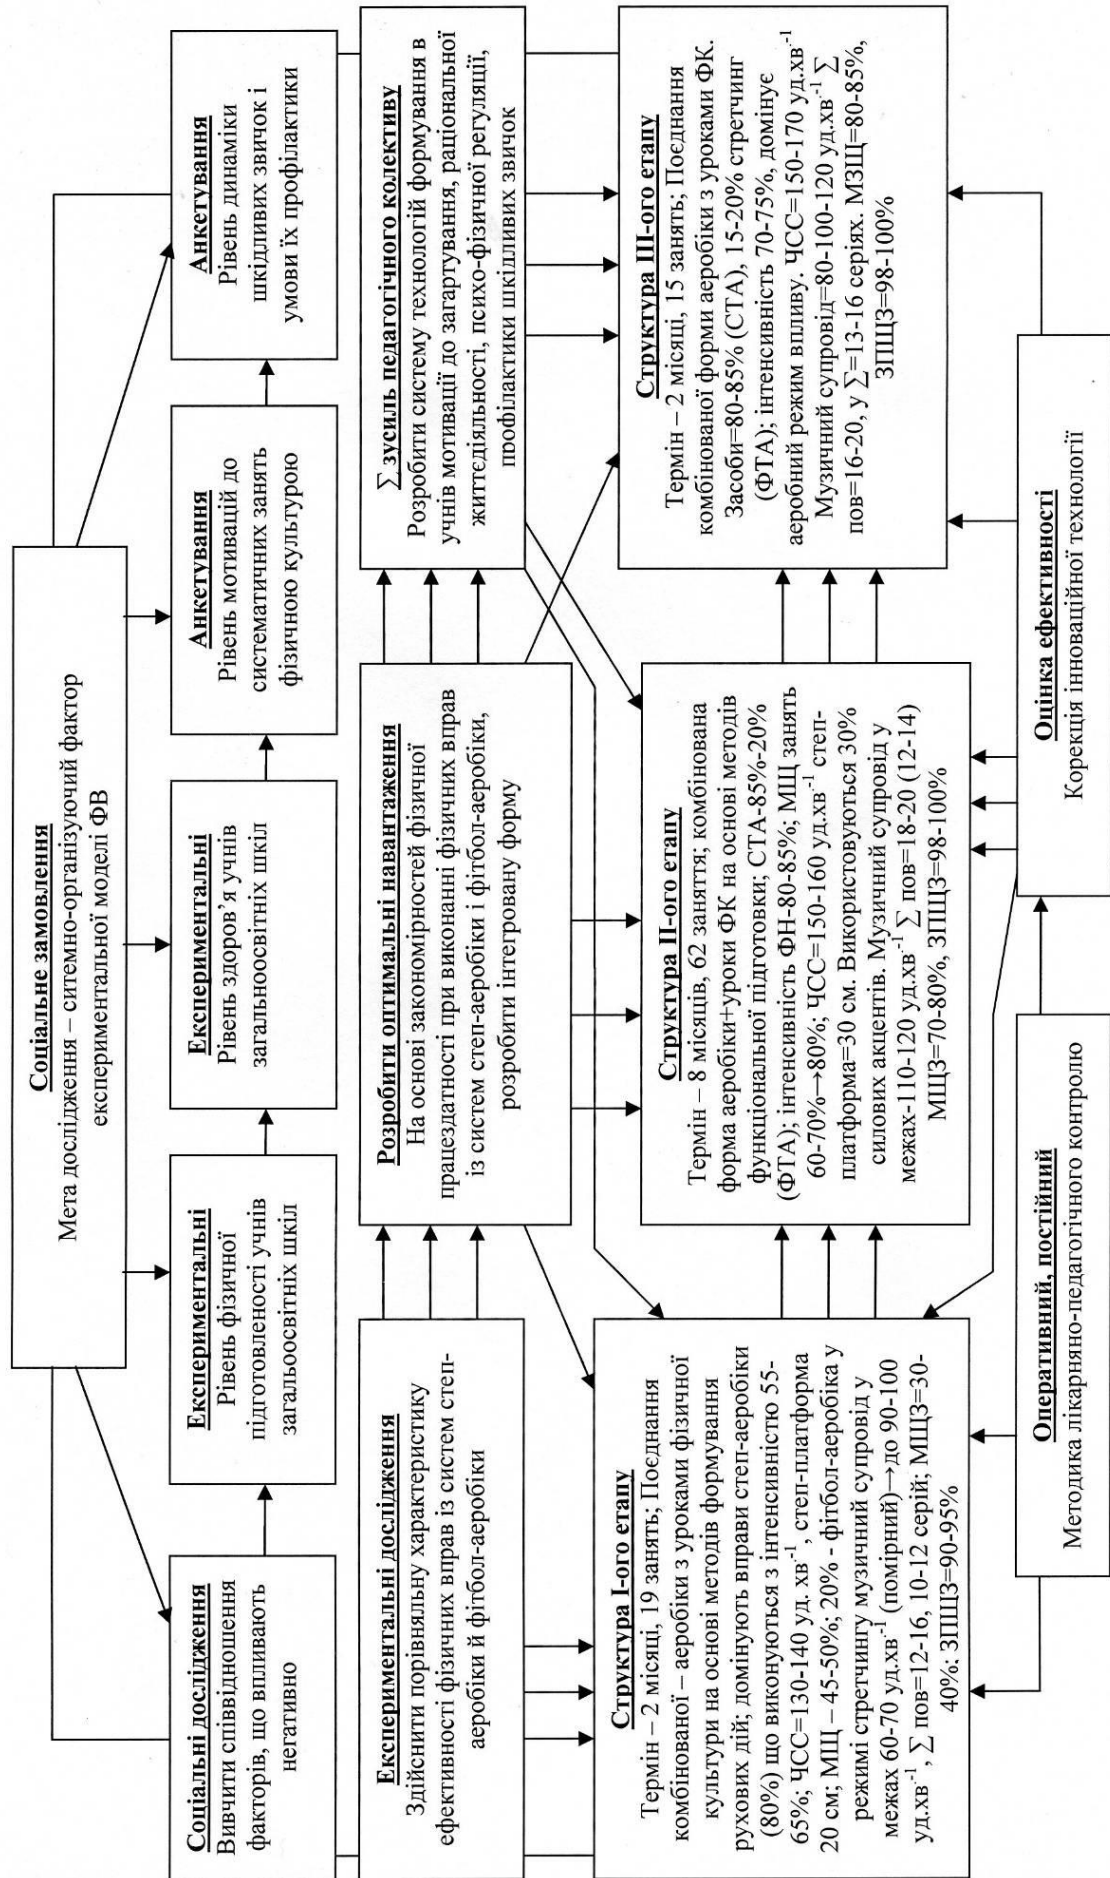 Соціальне замовлення
Мета дослідження – ситемно-організуючий фактор
експериментальної моделі ФВ
Соціальні дослідження
Вивчити співвідношення
факторів, що впливають
негативно
Експериментальні
Рівень фізичної
підготовленості учнів
загальоосвітніх шкіл
Експериментальні
Рівень здоров'я учнів
загальноосвітніх шкіл
Анкетування
Рівень мотивацій до
систематичних занять
фізичною культурою
Анкетування
Рівень динаміки
шкідливих звичок і
умови їх профілактики
Експериментальні дослідження
Здійснити порівняльну характеристику
ефективності фізичних вправ із систем степ-
аеробіки й фітбол-аеробіки
Розробити оптимальні навантаження
На основі закономірностей фізичної
працездатності при виконанні фізичних вправ
із систем степ-аеробіки і фітбол-аеробіки,
розробити інтегровану форму
∑ зусиль педагогічного колективу
Розробити систему технологій формування в
учнів мотивації до загартування, раціональної
життєдіяльності, психо-фізичної регуляції,
профілактики шкідливих звичок
Структура І-ого етапу
Термін – 2 місяці, 19 занять; Поєднання
комбінованої – аеробіки з уроками фізичної
культури на основі методів формування
рухових дій; домінують вправи степ-аеробіки
(80%) що виконуються з інтенсивністю 55-
65%; ЧСС=130-140 уд. хв⁻¹, степ-платформа
20 см; МЩ – 45-50%; 20% - фітбол-аеробіка у
режимі стретчингу музичний супровід у
межах 60-70 уд.хв⁻¹ (помірний)→до 90-100
уд.хв⁻¹, ∑ пов=12-16, 10-12 серій; МЩЗ=30-
40%; ЗПЩЗ=90-95%
Структура ІІ-ого етапу
Термін – 8 місяців, 62 заняття; комбінована
форма аеробіки+уроки ФК на основі методів
функціональної підготовки; СТА-85%-20%
(ФТА); інтенсивність ФН-80-85%; МЩ занять
60-70%→80%; ЧСС=150-160 уд.хв⁻¹ степ-
платформа=30 см. Використовуються 30%
силових акцентів. Музичний супровід у
межах-110-120 уд.хв⁻¹ ∑ пов=18-20 (12-14)
МЩЗ=70-80%, ЗПЩЗ=98-100%
Структура ІІІ-ого етапу
Термін – 2 місяці, 15 занять; Поєднання
комбінованої форми аеробіки з уроками ФК.
Засоби=80-85% (СТА), 15-20% стретчинг
(ФТА); інтенсивність 70-75%, домінує
аеробний режим впливу. ЧСС=150-170 уд.хв⁻¹
Музичний супровід=80-100-120 уд.хв⁻¹ ∑
пов=16-20, у ∑=13-16 серіях. МЗЩ=80-85%,
ЗПЩЗ=98-100%
Оперативний, постійний
Методика лікарняно-педагогічного контролю
Оцінка ефективності
Корекція інноваційної технології